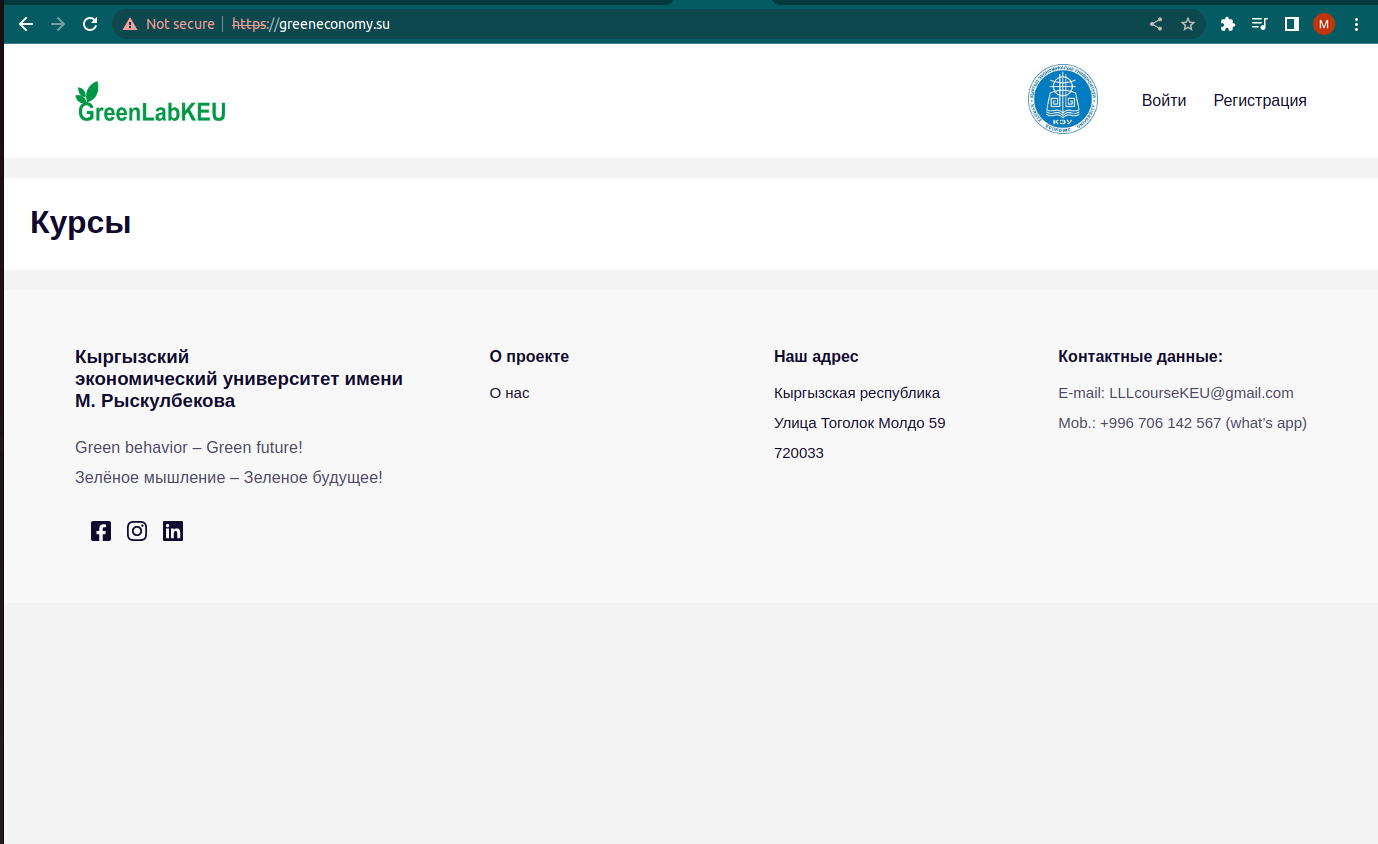 Not secure
https://greeneconomy.su
M
GreenLabKEU
КЭУ
Войти
Регистрация
Курсы
Кыргызский
экономический университет имени
М. Рыскулбекова
Green behavior – Green future!
Зелёное мышление – Зеленое будущее!
О проекте
О нас
Наш адрес
Кыргызская республика
Улица Тоголок Молдо 59
720033
Контактные данные:
E-mail: LLLcourseKEU@gmail.com
Mob.: +996 706 142 567 (what’s app)